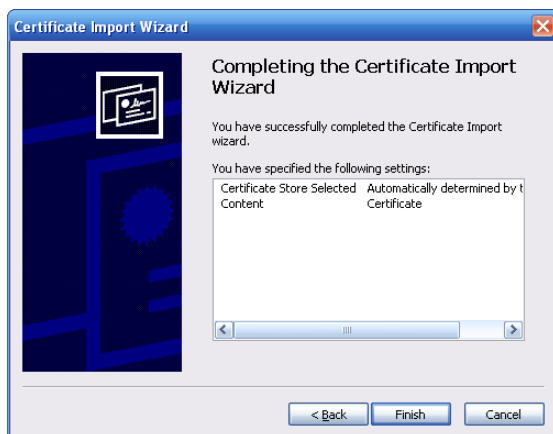 Certificate Import Wizard
Completing the Certificate Import
Wizard
You have successfully completed the Certificate Import
wizard.
You have specified the following settings:
Certificate Store Selected Automatically determined by t
Content Certificate
< Back Finish Cancel